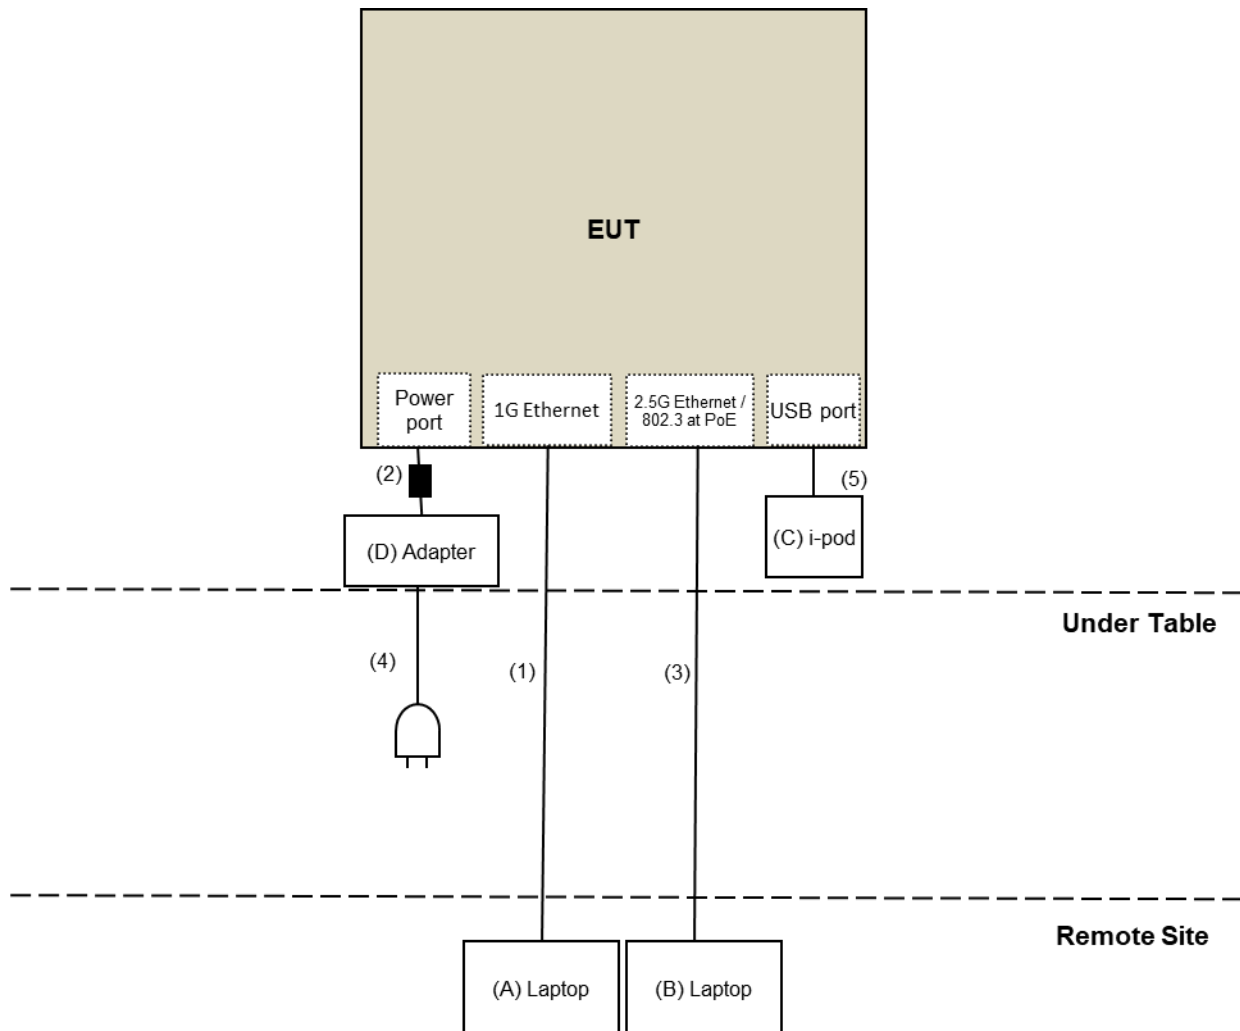 EUT
Power
port
1G Ethernet
2.5G Ethernet /
802.3 at PoE
USB port
(2)
(5)
(D) Adapter
(C) i-pod
Under Table
(4)
(1)
(3)
Remote Site
(A) Laptop
(B) Laptop